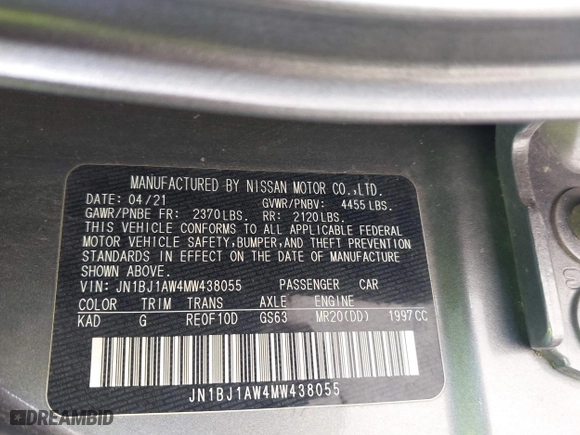 MANUFACTURED BY NISSAN MOTOR CO.,LTD.
DATE: 04/21 GVWR/PNBV: 4455 LBS.
GAWR/PNBE FR: 2370 LBS. RR: 2120 LBS.
THIS VEHICLE CONFORMS TO ALL APPLICABLE FEDERAL
MOTOR VEHICLE SAFETY, BUMPER, AND THEFT PREVENTION
STANDARDS IN EFFECT ON THE DATE OF MANUFACTURE
SHOWN ABOVE.
VIN: JN1BJ1AW4MW438055 PASSENGER CAR
COLOR TRIM TRANS AXLE ENGINE
KAD G RE0F10D GS63 MR20(DD) 1997CC
JN1BJ1AW4MW438055
DREAMBID